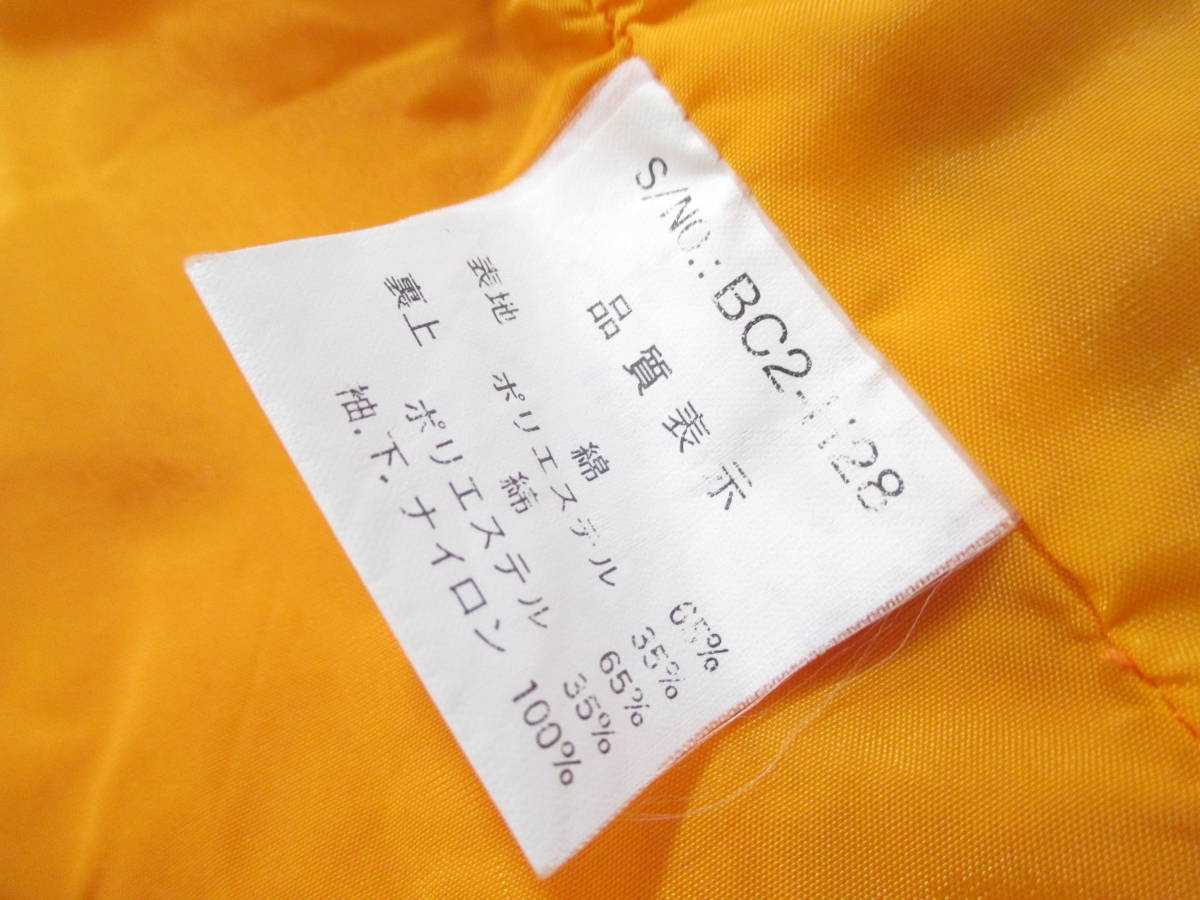 S/NO.:
品質表示
表地 綿 65%
ポリエステル 35%
裏上 綿 65%
ポリエステル 35%
袖.下.ナイロン 100%